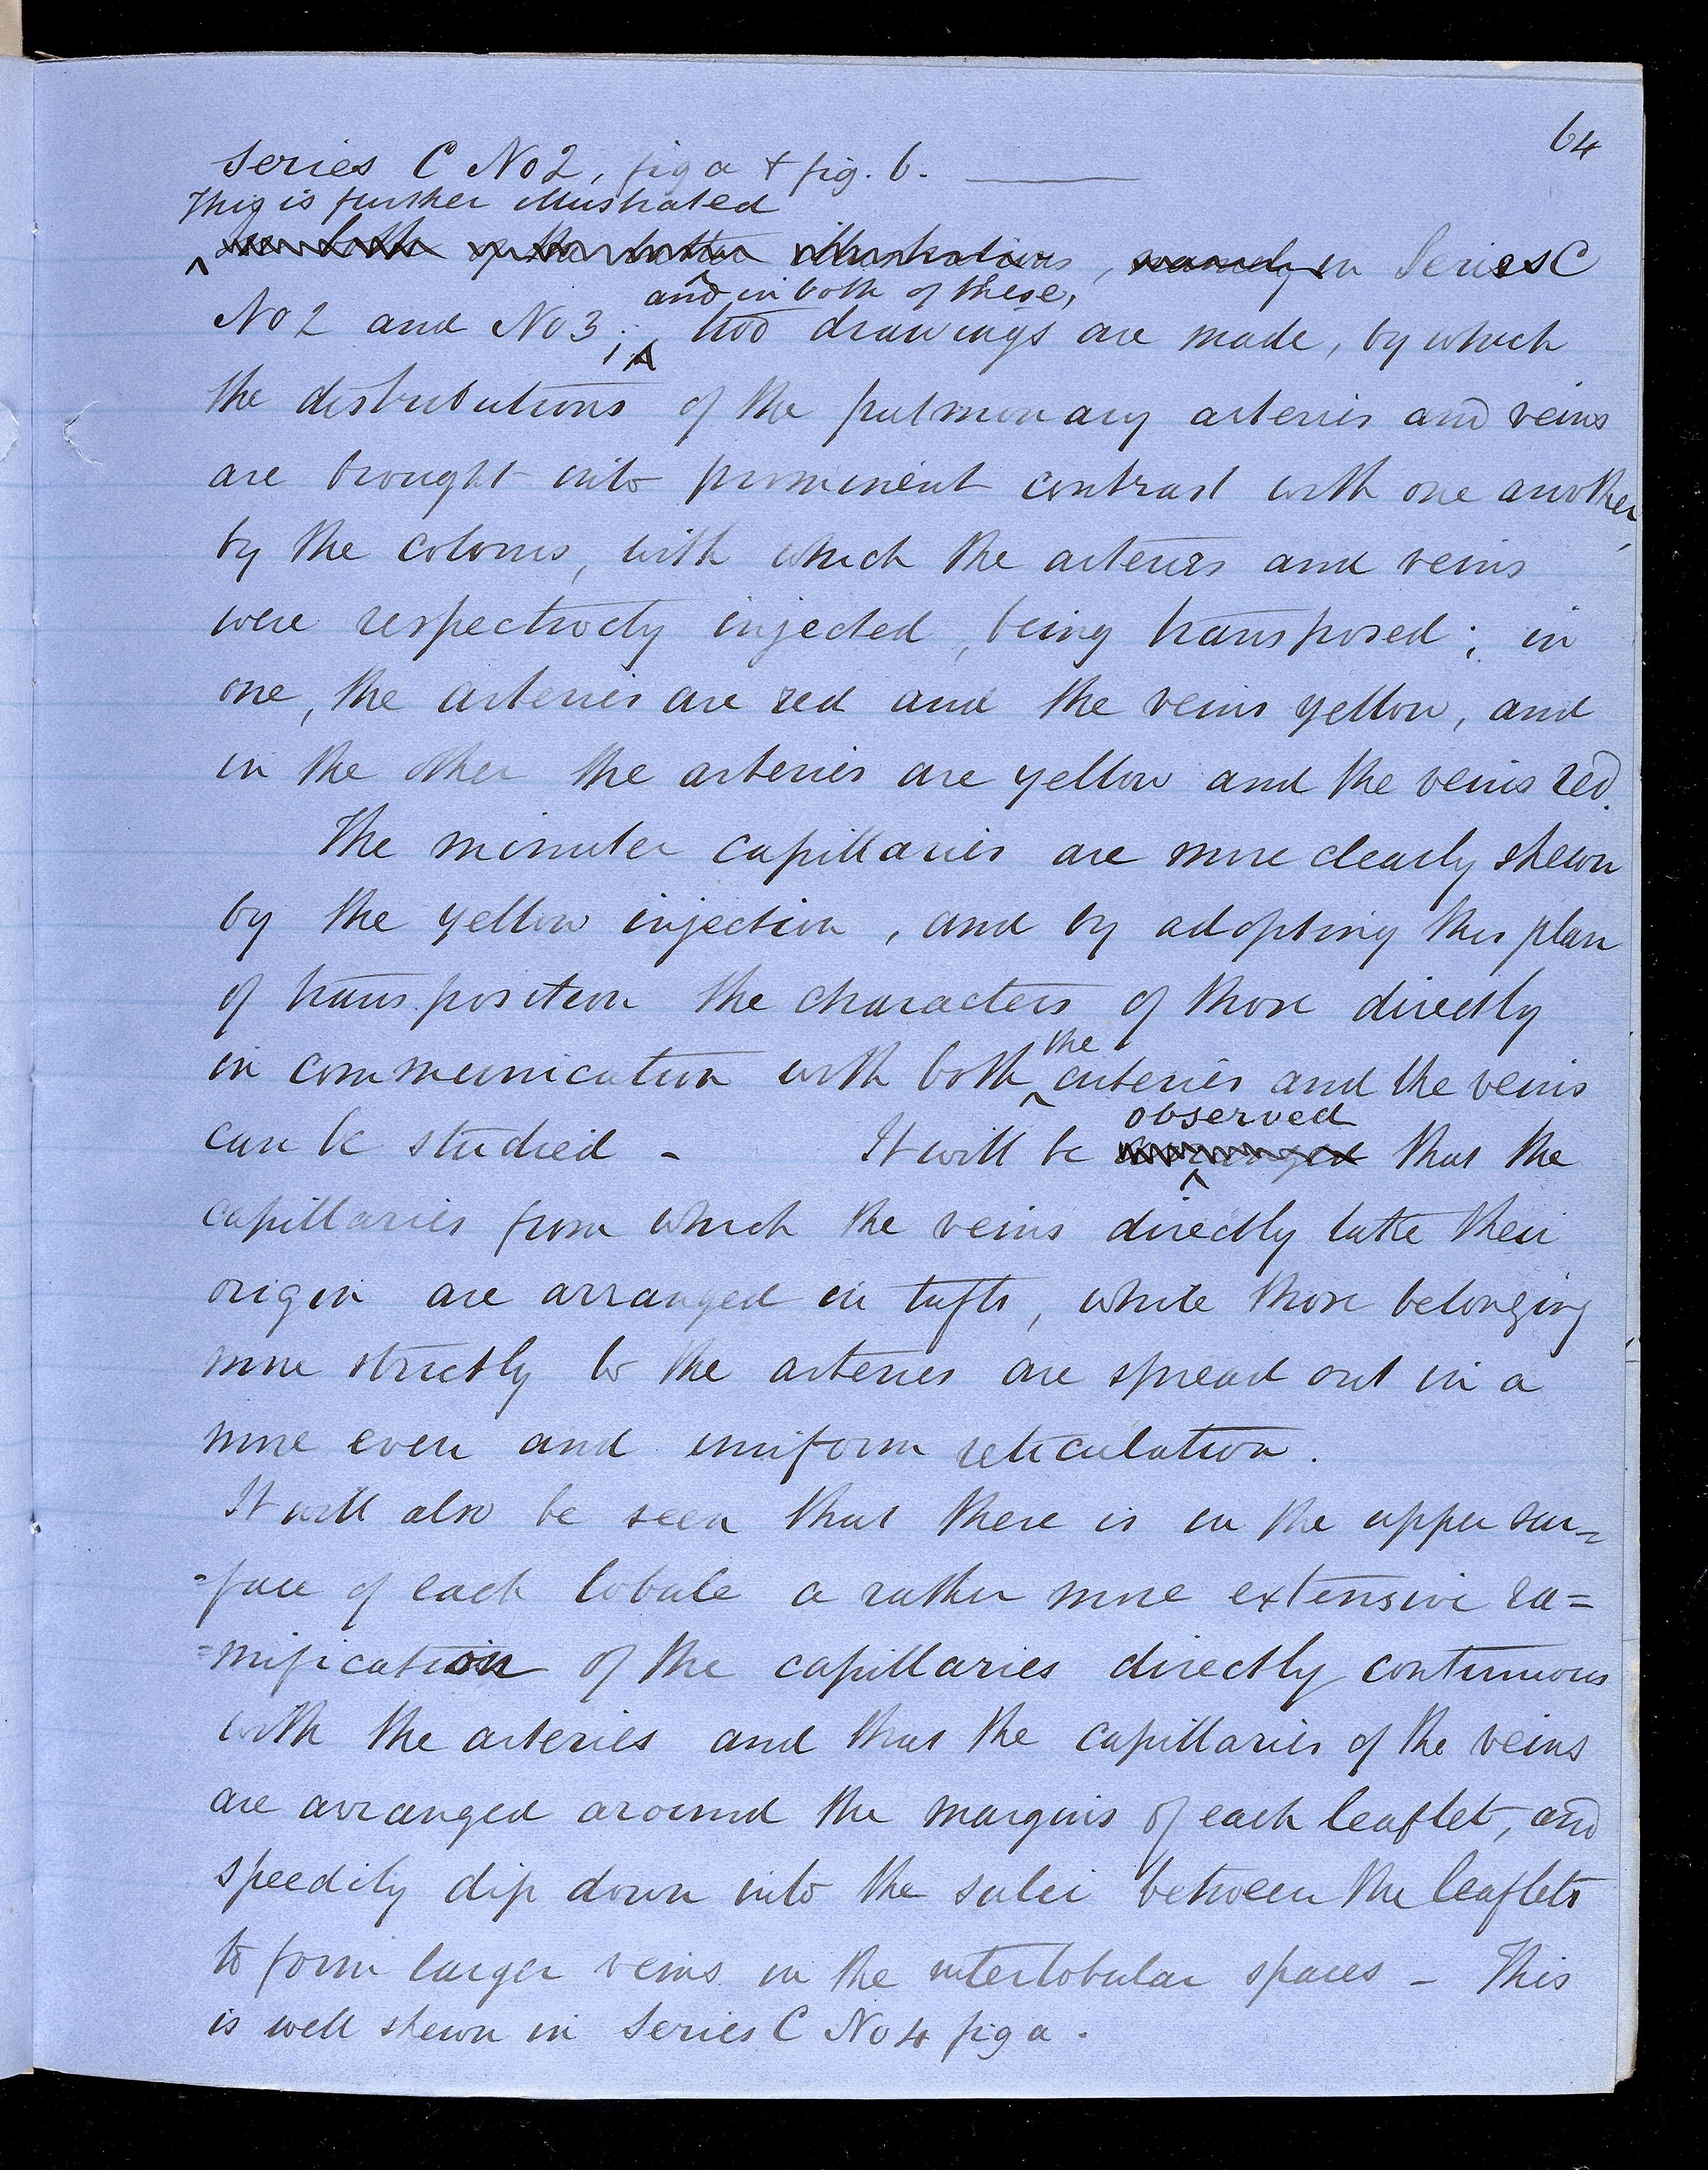 64
Series C No 2, fig a & fig. b.
This is further illustrated
illustrations, namely in Series C
and in both of these,
No 2 and No 3; two drawings are made, by which
the distributions of the pulmonary arteries and veins
are brought into prominent contrast with one another,
by the colours, with which the arteries and veins
were respectively injected, being transposed; in
one, the arteries are red and the veins yellow, and
in the other the arteries are yellow and the veins red.
The minuter capillaries are more clearly shewn
by the yellow injection, and by adopting this plan
of transposition the characters of those directly
the
in communication with both arteries and the veins
observed
can be studied - It will be that the
capillaries from which the veins directly take their
origin are arranged in tufts, while those belonging
more strictly to the arteries are spread out in a
more even and uniform reticulation.
It will also be seen that there is in the upper sur=
=face of each lobule a rather more extensive ra=
=mification of the capillaries directly continuous
with the arteries and that the capillaries of the veins
are arranged around the margins of each leaflet, and
speedily dip down into the sulci between the leaflets
to form larger veins in the interlobular spaces - This
is well shewn in Series C No 4 fig a.